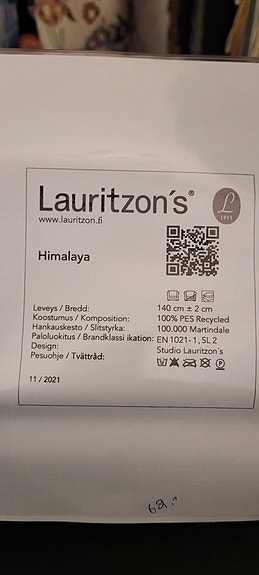 Lauritzon´s®
L
1911
www.lauritzon.fi
Himalaya
Leveys / Bredd: 140 cm ± 2 cm
Koostumus / Komposition: 100% PES Recycled
Hankauskesto / Slitstyrka: 100.000 Martindale
Paloluokitus / Brandklassi ikation: EN 1021- 1, SL 2
Design: Studio Lauritzon´s
Pesuohje / Tvättråd:
11 / 2021